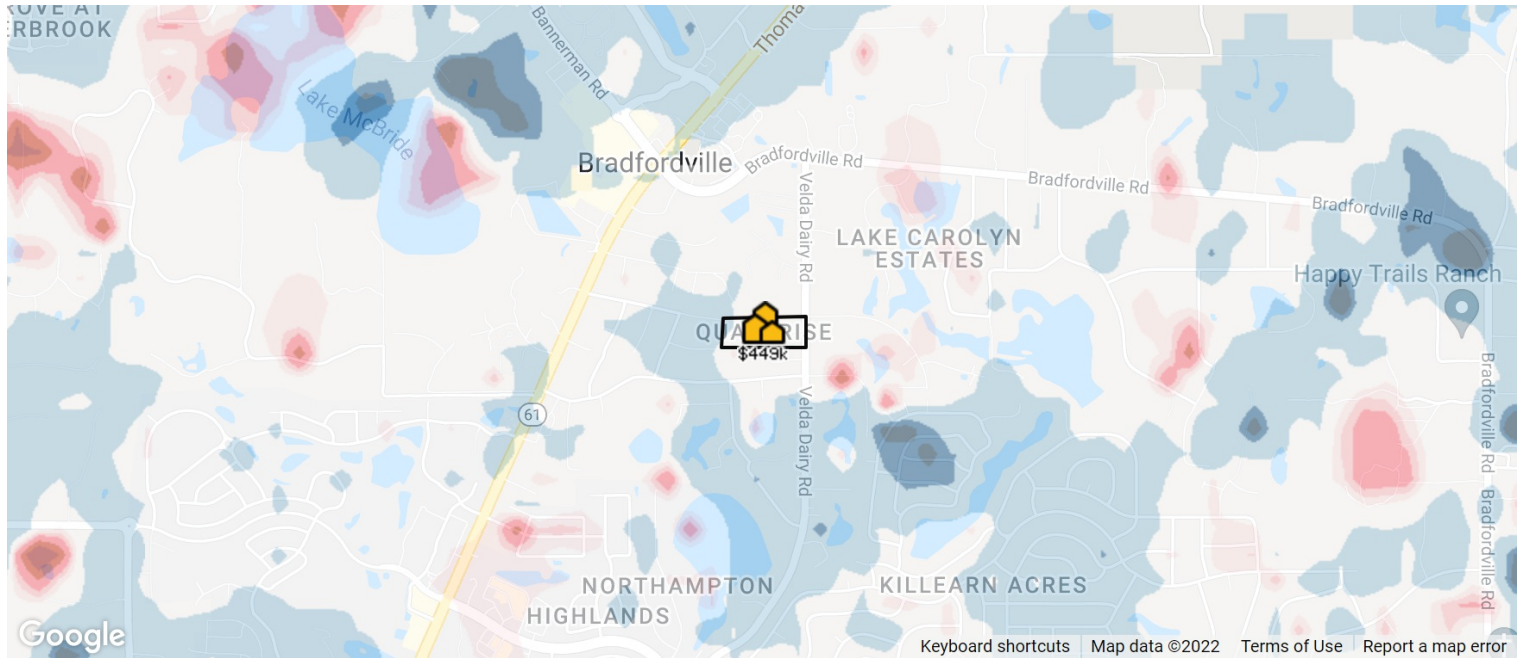 ERBROOK
Bannerman Rd
Thoma
Lake McBride
Bradfordville
Bradfordville Rd
Bradfordville Rd
Bradfordville Rd
Velda Dairy Rd
LAKE CAROLYN
ESTATES
Happy Trails Ranch
$449k
61
Velda Dairy Rd
Bradfordville Rd
Bradfordville Rd
NORTHAMPTON
KILLEARN ACRES
HIGHLANDS
Google
Keyboard shortcuts
Map data ©2022
Terms of Use
Report a map error